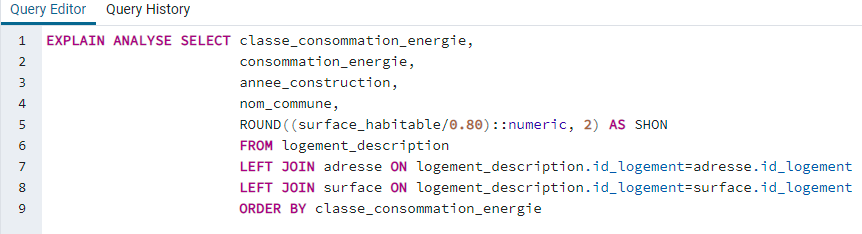 Query Editor Query History
1 EXPLAIN ANALYSE SELECT classe_consommation_energie,
2 consommation_energie,
3 annee_construction,
4 nom_commune,
5 ROUND((surface_habitable/0.80)::numeric, 2) AS SHON
6 FROM logement_description
7 LEFT JOIN adresse ON logement_description.id_logement=adresse.id_logement
8 LEFT JOIN surface ON logement_description.id_logement=surface.id_logement
9 ORDER BY classe_consommation_energie